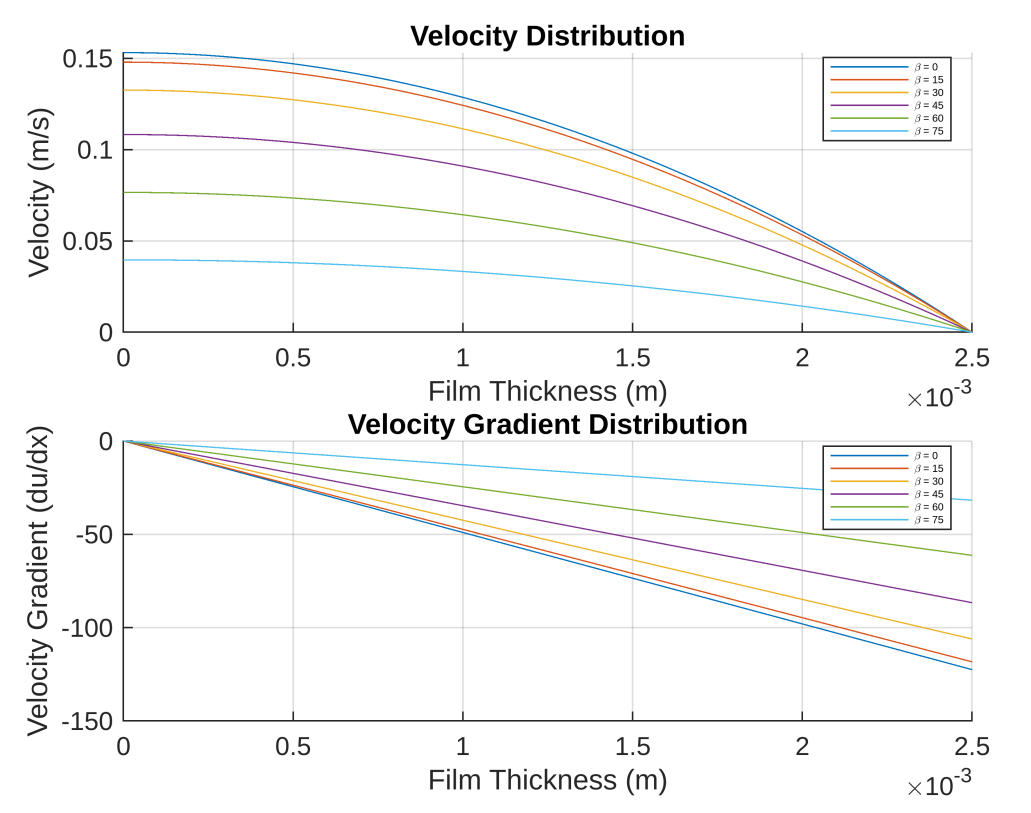 Velocity Distribution
Velocity (m/s)
0.15
0.1
0.05
0
β = 0
β = 15
β = 30
β = 45
β = 60
β = 75
0 0.5 1 1.5 2 2.5
Film Thickness (m)
×10-3
Velocity Gradient Distribution
Velocity Gradient (du/dx)
0
-50
-100
-150
β = 0
β = 15
β = 30
β = 45
β = 60
β = 75
0 0.5 1 1.5 2 2.5
Film Thickness (m)
×10-3